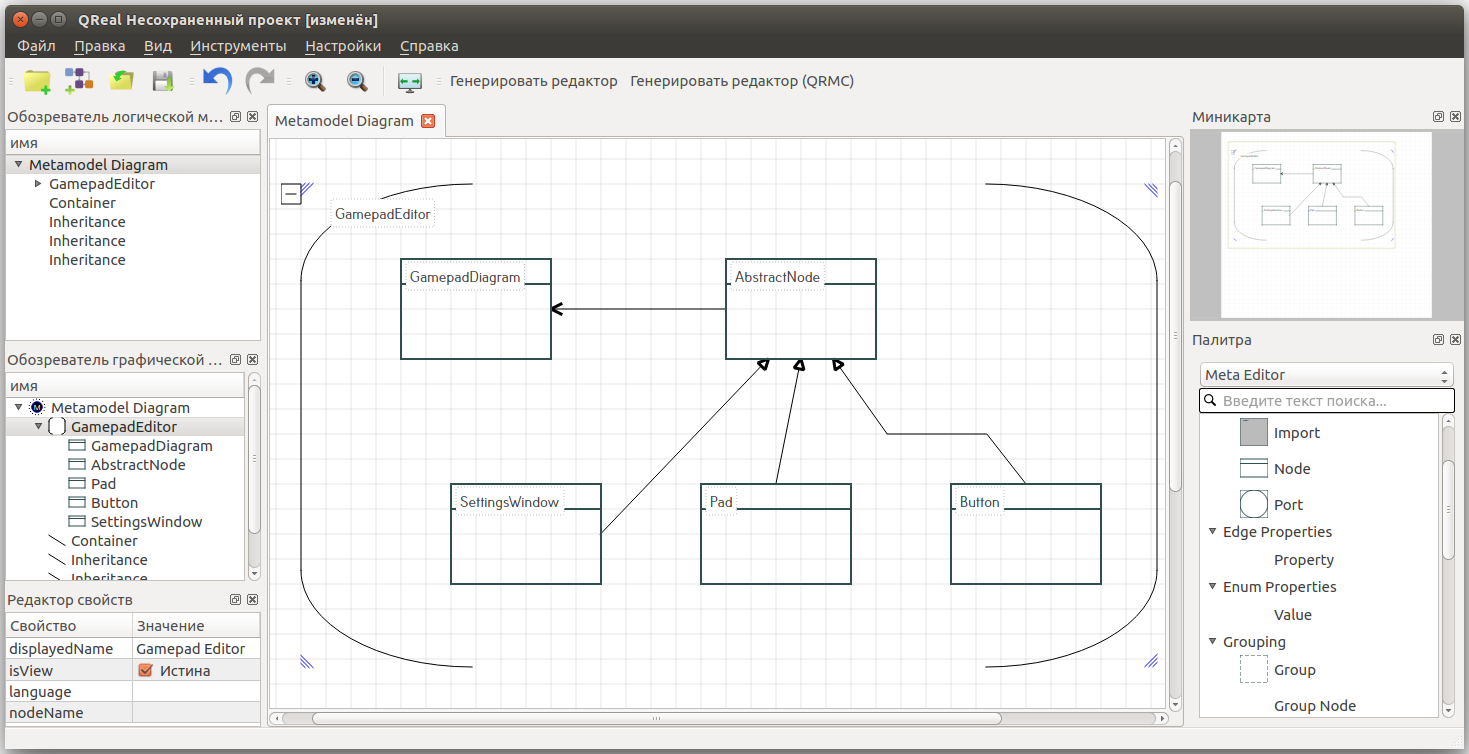 QReal Несохраненный проект [изменён]
Файл Правка Вид Инструменты Настройки Справка
Генерировать редактор Генерировать редактор (QRMC)
Обозреватель логической м...
имя
Metamodel Diagram
GamepadEditor
Container
Inheritance
Inheritance
Inheritance
Обозреватель графической ...
имя
Metamodel Diagram
GamepadEditor
GamepadDiagram
AbstractNode
Pad
Button
SettingsWindow
Container
Inheritance
Inheritance
Редактор свойств
Свойство Значение
displayedName Gamepad Editor
isView Истина
language
nodeName
Metamodel Diagram
GamepadEditor
GamepadDiagram
AbstractNode
SettingsWindow
Pad
Button
Миникарта
Палитра
Meta Editor
Введите текст поиска...
Import
Node
Port
Edge Properties
Property
Enum Properties
Value
Grouping
Group
Group Node